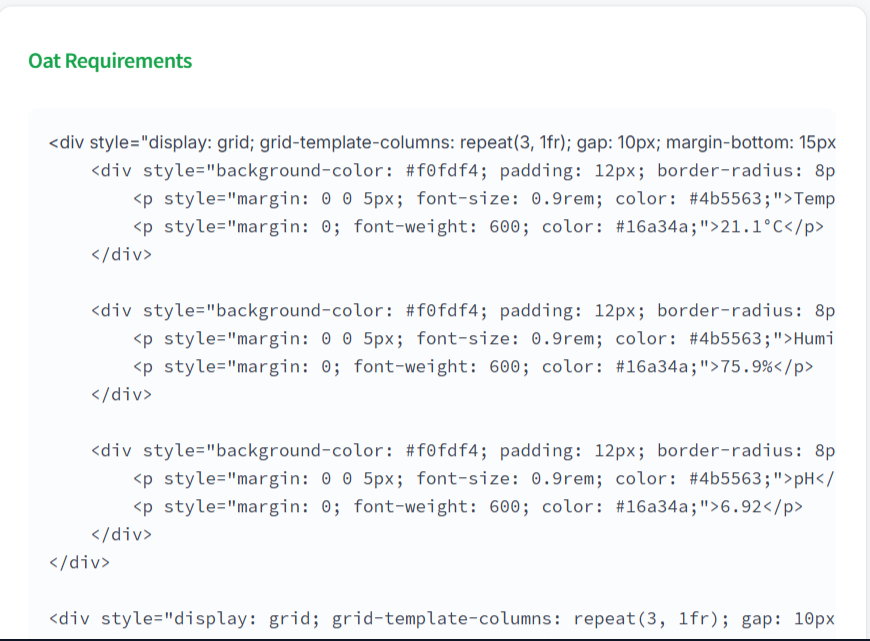 Oat Requirements
<div style="display: grid; grid-template-columns: repeat(3, 1fr); gap: 10px; margin-bottom: 15px
<div style="background-color: #f0fdf4; padding: 12px; border-radius: 8p
<p style="margin: 0 0 5px; font-size: 0.9rem; color: #4b5563;">Temp
<p style="margin: 0; font-weight: 600; color: #16a34a;">21.1°C</p>
</div>
<div style="background-color: #f0fdf4; padding: 12px; border-radius: 8p
<p style="margin: 0 0 5px; font-size: 0.9rem; color: #4b5563;">Humi
<p style="margin: 0; font-weight: 600; color: #16a34a;">75.9%</p>
</div>
<div style="background-color: #f0fdf4; padding: 12px; border-radius: 8p
<p style="margin: 0 0 5px; font-size: 0.9rem; color: #4b5563;">pH</
<p style="margin: 0; font-weight: 600; color: #16a34a;">6.92</p>
</div>
</div>
<div style="display: grid; grid-template-columns: repeat(3, 1fr); gap: 10px